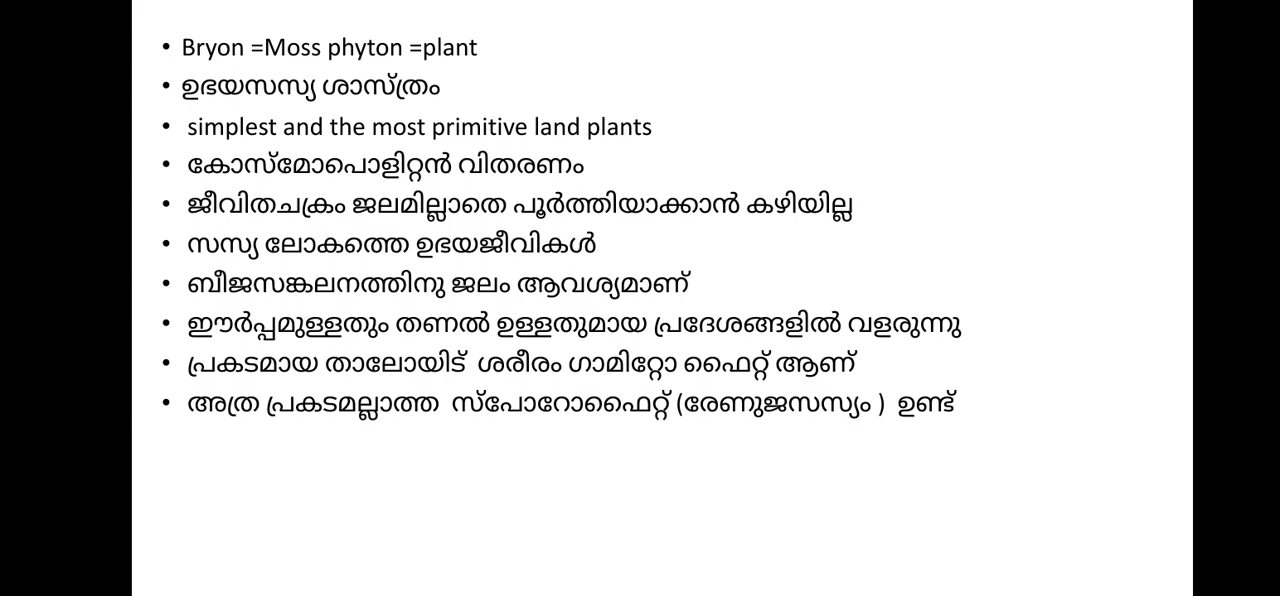 • Bryon =Moss phyton =plant
• ഉഭയസസ്യ ശാസ്ത്രം
• simplest and the most primitive land plants
• കോസ്മോപൊളിറ്റൻ വിതരണം
• ജീവിതചക്രം ജലമില്ലാതെ പൂർത്തിയാക്കാൻ കഴിയില്ല
• സസ്യ ലോകത്തെ ഉഭയജീവികൾ
• ബീജസങ്കലനത്തിനു ജലം ആവശ്യമാണ്
• ഈർപ്പമുള്ളതും തണൽ ഉള്ളതുമായ പ്രദേശങ്ങളിൽ വളരുന്നു
• പ്രകടമായ താലോയിട് ശരീരം ഗാമിറ്റോ ഫൈറ്റ് ആണ്
• അത്ര പ്രകടമല്ലാത്ത സ്പോറോഫൈറ്റ് (രേണുജസസ്യം ) ഉണ്ട്